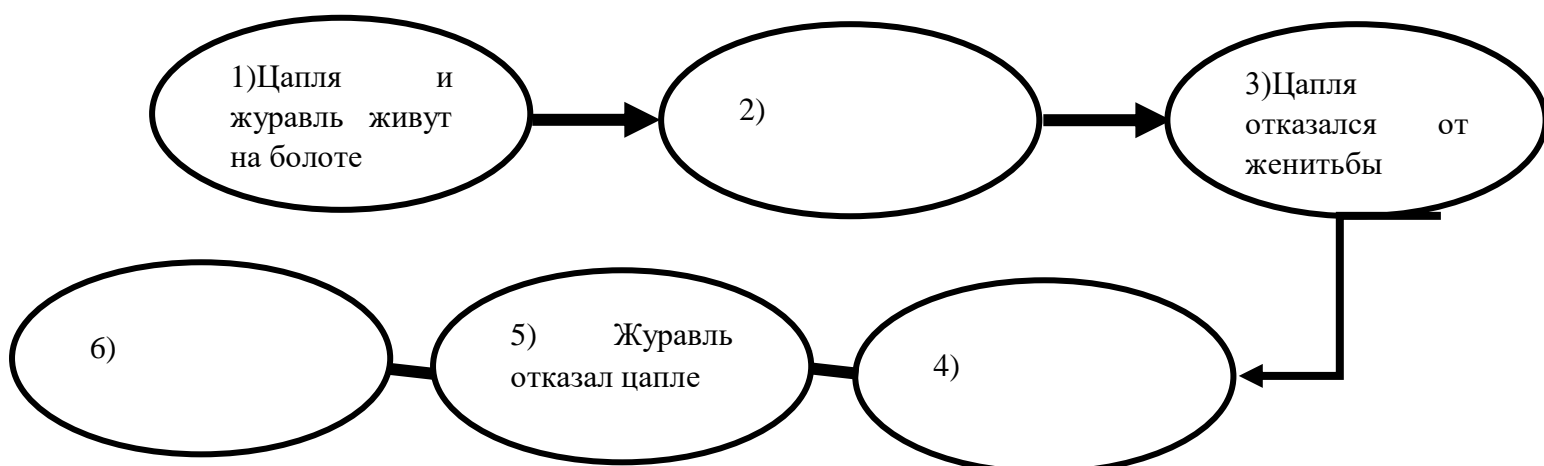 1)Цапля и
журавль живут
на болоте
2)
3)Цапля
отказался от
женитьбы
4)
5) Журавль
отказал цапле
6)